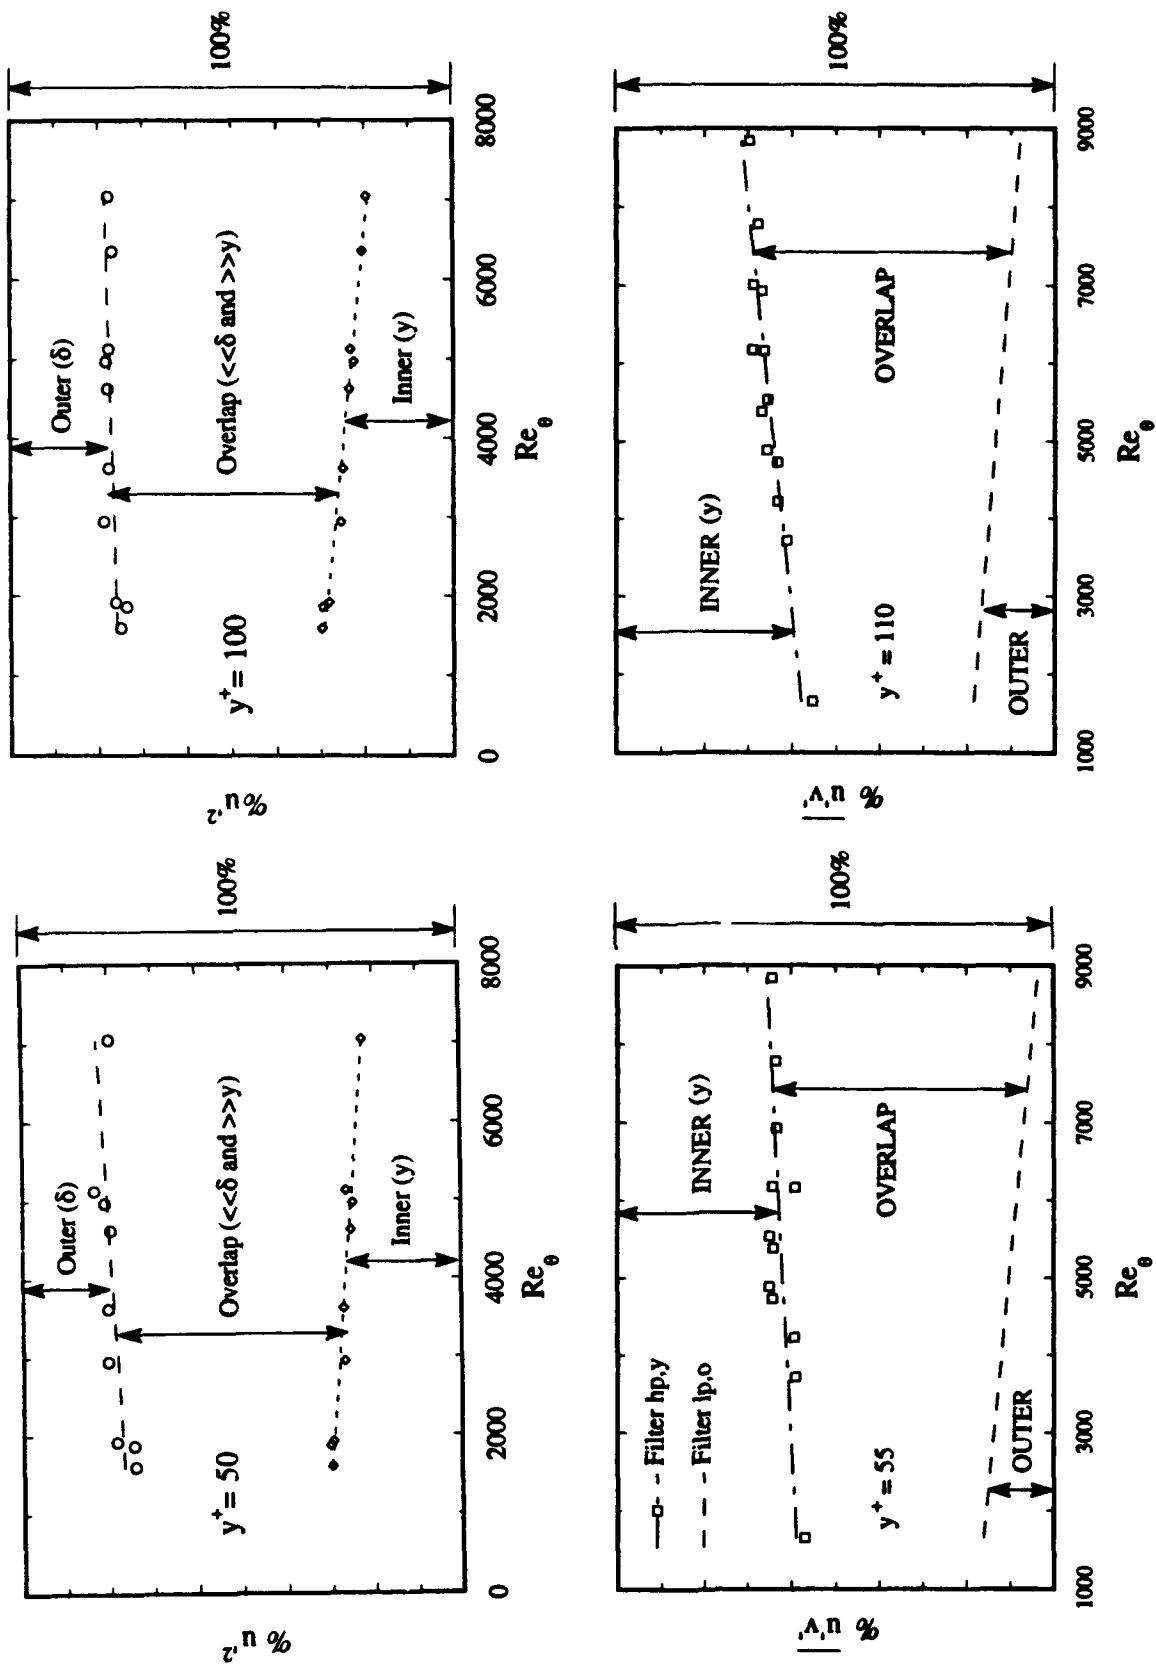 % u'²
Outer (δ)
Overlap (<<δ and >>y)
y⁺ = 50
Inner (y)
100%
0 2000 4000 6000 8000
Re_θ
% u'²
Outer (δ)
Overlap (<<δ and >>y)
y⁺ = 100
Inner (y)
100%
0 2000 4000 6000 8000
Re_θ
% u'v'
Filter hp,y
Filter lp,o
INNER (y)
y⁺ = 55
OVERLAP
OUTER
100%
1000 3000 5000 7000 9000
Re_θ
% u'v'
INNER (y)
y⁺ = 110
OVERLAP
OUTER
100%
1000 3000 5000 7000 9000
Re_θ